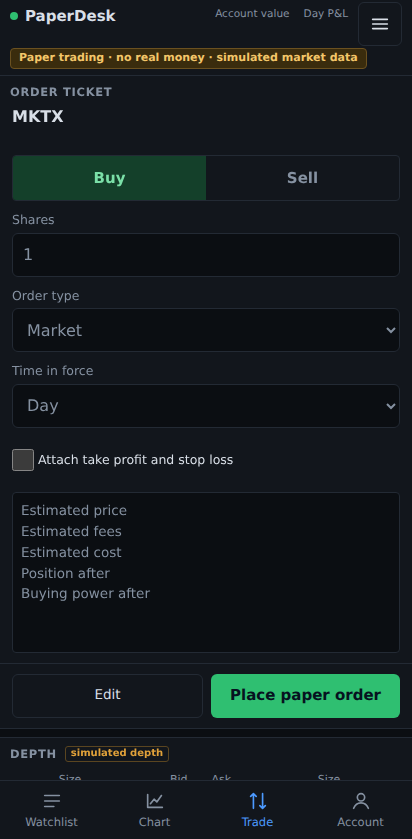 PaperDesk
Account value Day P&L
Paper trading · no real money · simulated market data
ORDER TICKET
MKTX
Buy Sell
Shares
1
Order type
Market
Time in force
Day
Attach take profit and stop loss
Estimated price
Estimated fees
Estimated cost
Position after
Buying power after
Edit Place paper order
DEPTH simulated depth
Size Bid Ask Size
Watchlist Chart Trade Account